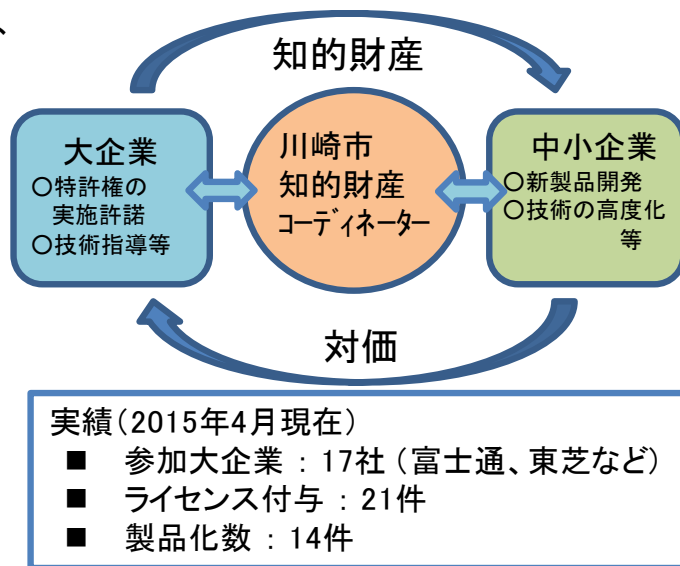 、
知的財産
大企業
○特許権の
実施許諾
○技術指導等
川崎市
知的財産
コーディネーター
中小企業
○新製品開発
○技術の高度化
等
対価
実績(2015年4月現在)
■ 参加大企業 : 17社 (富士通、東芝など)
■ ライセンス付与 : 21件
■ 製品化数 : 14件